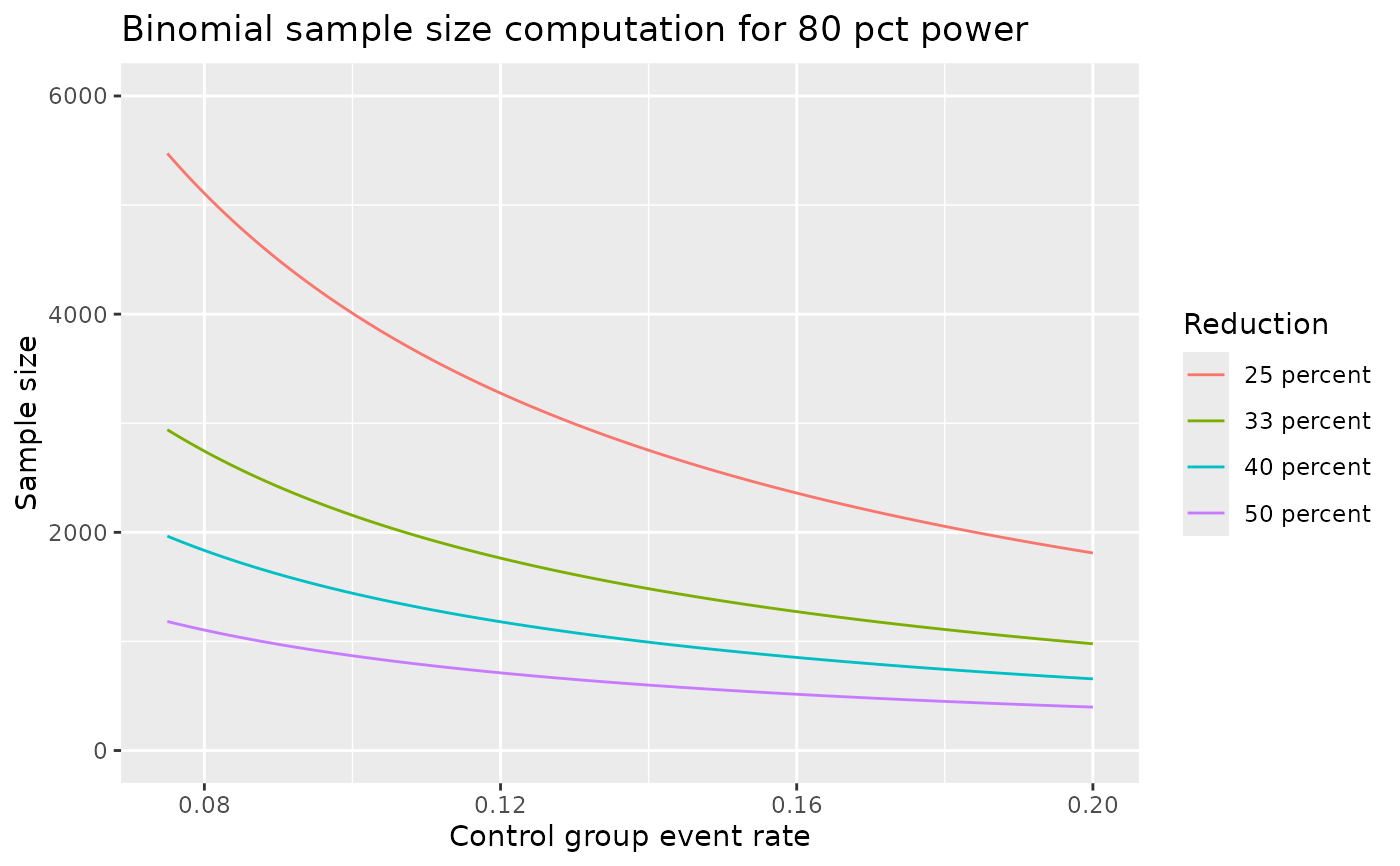 Binomial sample size computation for 80 pct power
6000
4000
2000
0
Sample size
0.08
0.12
0.16
0.20
Control group event rate
Reduction
25 percent
33 percent
40 percent
50 percent